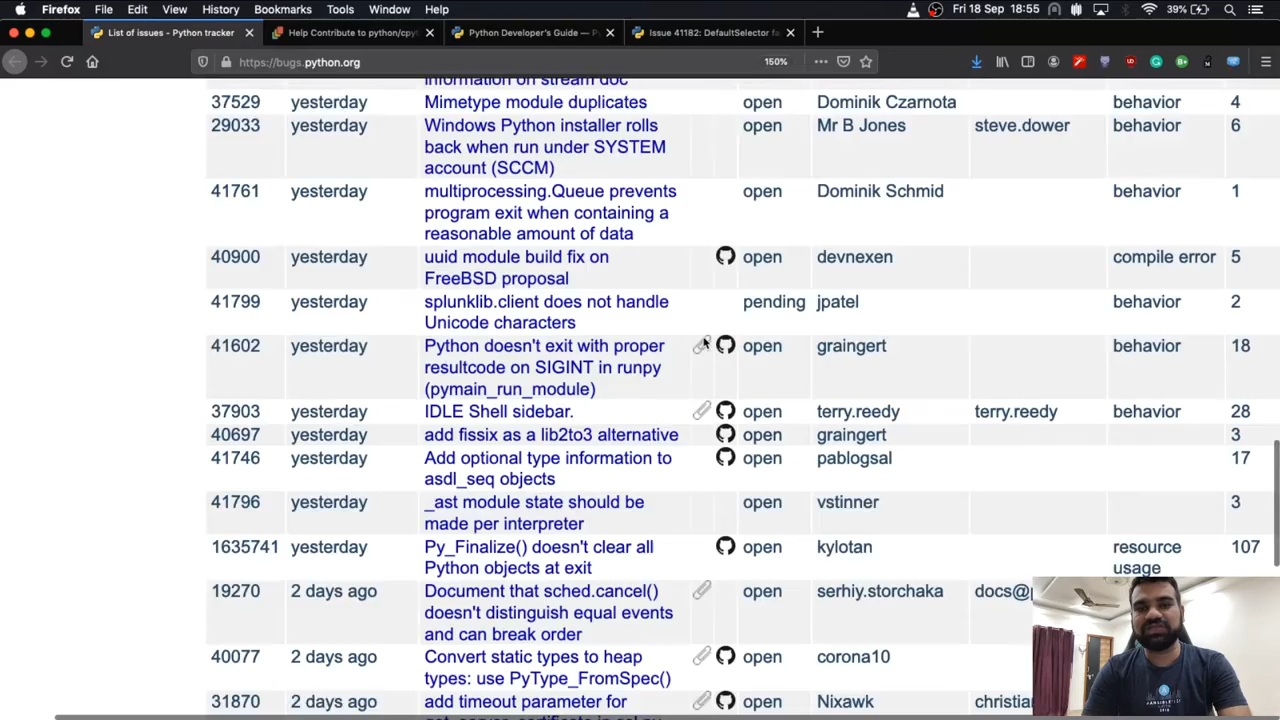 Firefox File Edit View History Bookmarks Tools Window Help Fri 18 Sep 18:55 39%
List of issues - Python tracker Help Contribute to python/cpyt Python Developer's Guide — Py Issue 41182: DefaultSelector fa
https://bugs.python.org 150%
information on stream doc
37529 yesterday Mimetype module duplicates open Dominik Czarnota behavior 4
29033 yesterday Windows Python installer rolls open Mr B Jones steve.dower behavior 6
back when run under SYSTEM
account (SCCM)
41761 yesterday multiprocessing.Queue prevents open Dominik Schmid behavior 1
program exit when containing a
reasonable amount of data
40900 yesterday uuid module build fix on open devnexen compile error 5
FreeBSD proposal
41799 yesterday splunklib.client does not handle pending jpatel behavior 2
Unicode characters
41602 yesterday Python doesn't exit with proper open graingert behavior 18
resultcode on SIGINT in runpy
(pymain_run_module)
37903 yesterday IDLE Shell sidebar. open terry.reedy terry.reedy behavior 28
40697 yesterday add fissix as a lib2to3 alternative open graingert 3
41746 yesterday Add optional type information to open pablogsal 17
asdl_seq objects
41796 yesterday _ast module state should be open vstinner 3
made per interpreter
1635741 yesterday Py_Finalize() doesn't clear all open kylotan resource 107
Python objects at exit usage
19270 2 days ago Document that sched.cancel() open serhiy.storchaka docs@p
doesn't distinguish equal events
and can break order
40077 2 days ago Convert static types to heap open corona10
types: use PyType_FromSpec()
31870 2 days ago add timeout parameter for open Nixawk christian